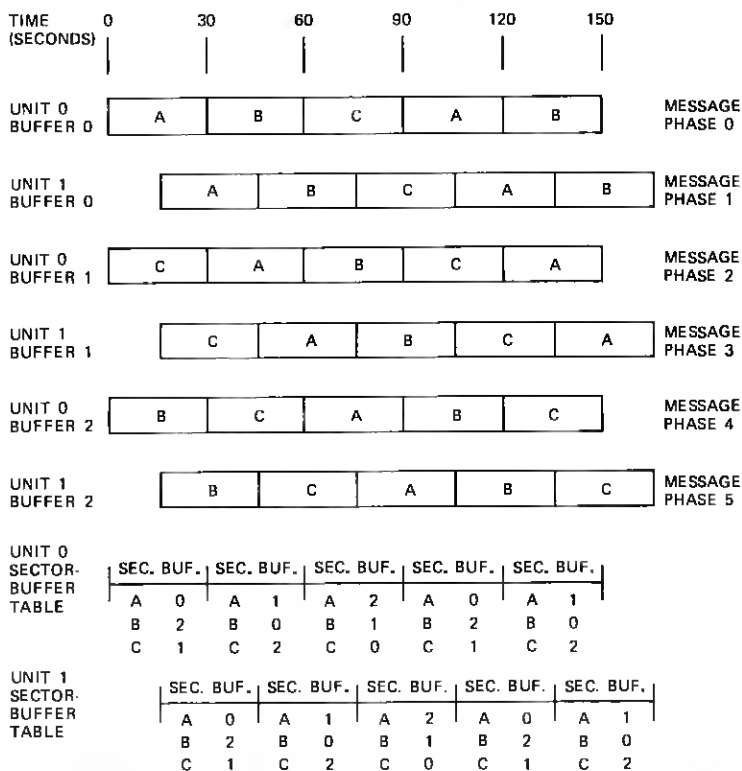 TIME 0 30 60 90 120 150
(SECONDS)
UNIT 0 MESSAGE
BUFFER 0 A B C A B PHASE 0
UNIT 1 MESSAGE
BUFFER 0 A B C A B PHASE 1
UNIT 0 MESSAGE
BUFFER 1 C A B C A PHASE 2
UNIT 1 MESSAGE
BUFFER 1 C A B C A PHASE 3
UNIT 0 MESSAGE
BUFFER 2 B C A B C PHASE 4
UNIT 1 MESSAGE
BUFFER 2 B C A B C PHASE 5
UNIT 0
SECTOR- SEC. BUF. SEC. BUF. SEC. BUF. SEC. BUF. SEC. BUF.
BUFFER A 0 A 1 A 2 A 0 A 1
TABLE B 2 B 0 B 1 B 2 B 0
C 1 C 2 C 0 C 1 C 2
UNIT 1
SECTOR- SEC. BUF. SEC. BUF. SEC. BUF. SEC. BUF. SEC. BUF.
BUFFER A 0 A 1 A 2 A 0 A 1
TABLE B 2 B 0 B 1 B 2 B 0
C 1 C 2 C 0 C 1 C 2